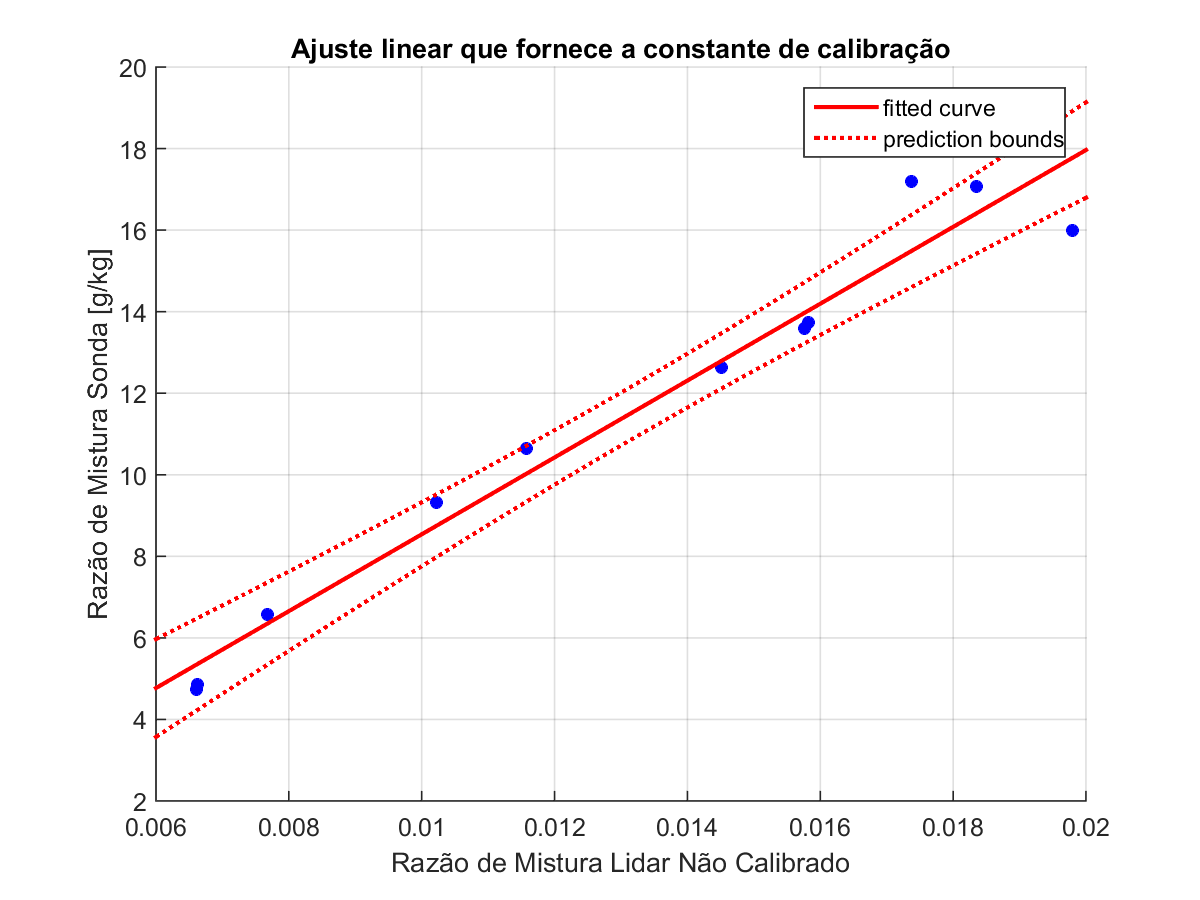 Ajuste linear que fornece a constante de calibração
fitted curve
prediction bounds
20
18
16
14
12
10
8
6
4
2
Razão de Mistura Sonda [g/kg]
0.006 0.008 0.01 0.012 0.014 0.016 0.018 0.02
Razão de Mistura Lidar Não Calibrado